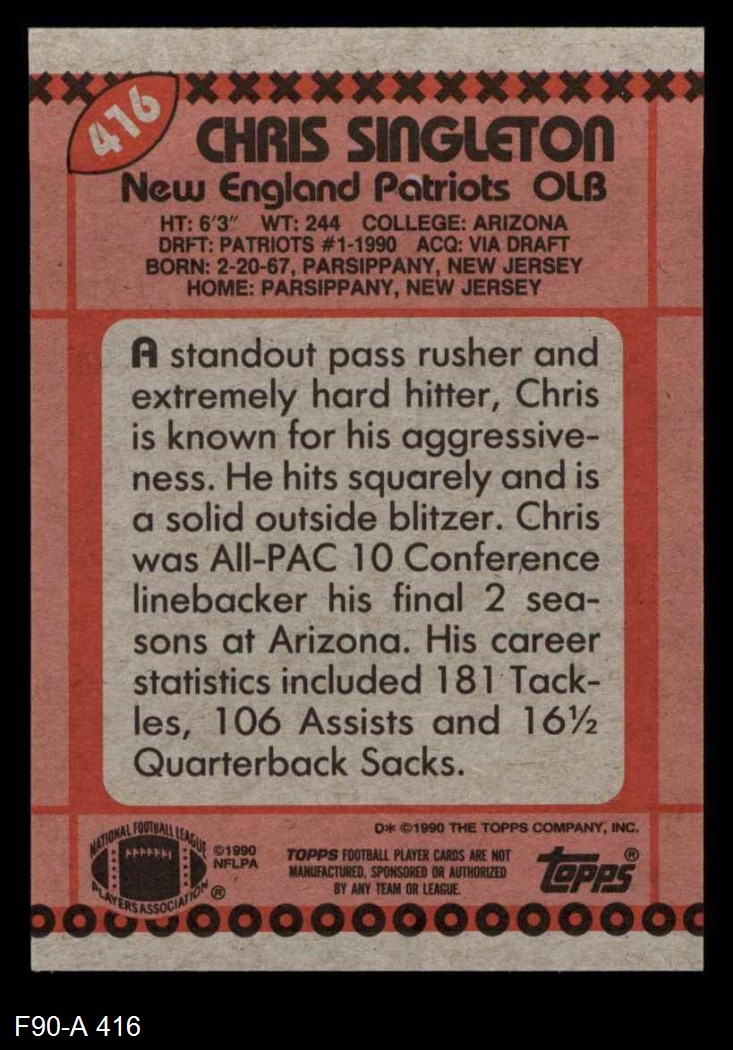 416
CHRIS SINGLETON
New England Patriots OLB
HT: 6'3" WT: 244 COLLEGE: ARIZONA
DRFT: PATRIOTS #1-1990 ACQ: VIA DRAFT
BORN: 2-20-67, PARSIPPANY, NEW JERSEY
HOME: PARSIPPANY, NEW JERSEY
A standout pass rusher and
extremely hard hitter, Chris
is known for his aggressive-
ness. He hits squarely and is
a solid outside blitzer. Chris
was All-PAC 10 Conference
linebacker his final 2 sea-
sons at Arizona. His career
statistics included 181 Tack-
les, 106 Assists and 16½
Quarterback Sacks.
D* ©1990 THE TOPPS COMPANY, INC.
NATIONAL FOOTBALL LEAGUE
PLAYERS ASSOCIATION ®
©1990
NFLPA
TOPPS FOOTBALL PLAYER CARDS ARE NOT
MANUFACTURED, SPONSORED OR AUTHORIZED
BY ANY TEAM OR LEAGUE.
TOPPS®
F90-A 416